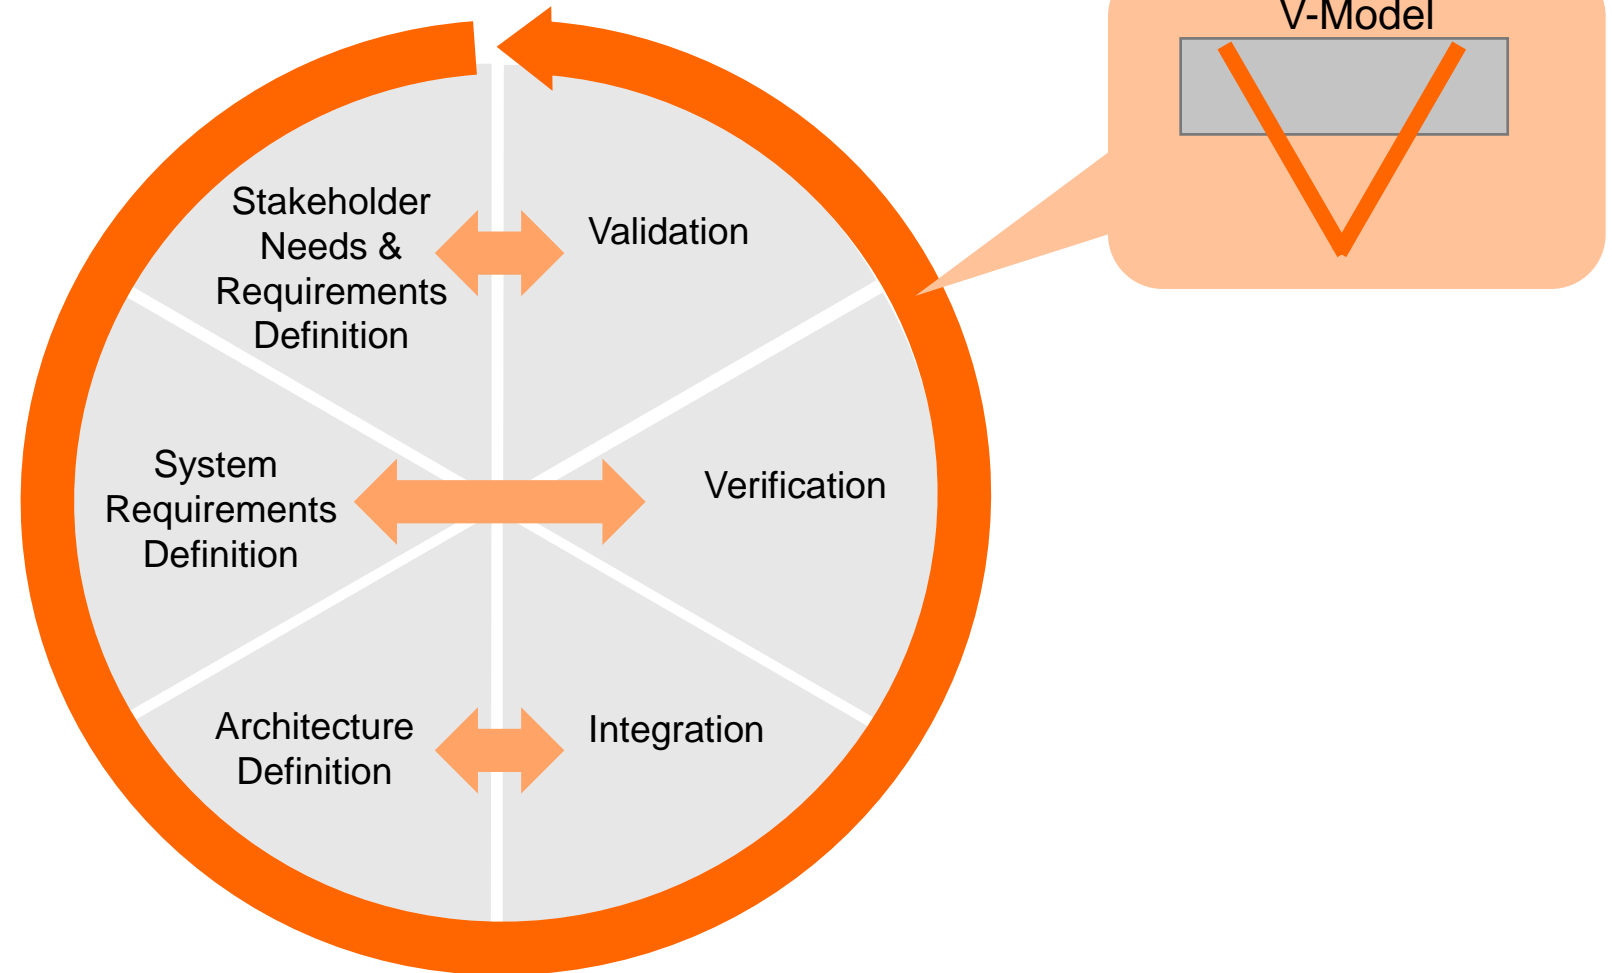 V-Model
Stakeholder
Needs &
Requirements
Definition
Validation
System
Requirements
Definition
Verification
Architecture
Definition
Integration